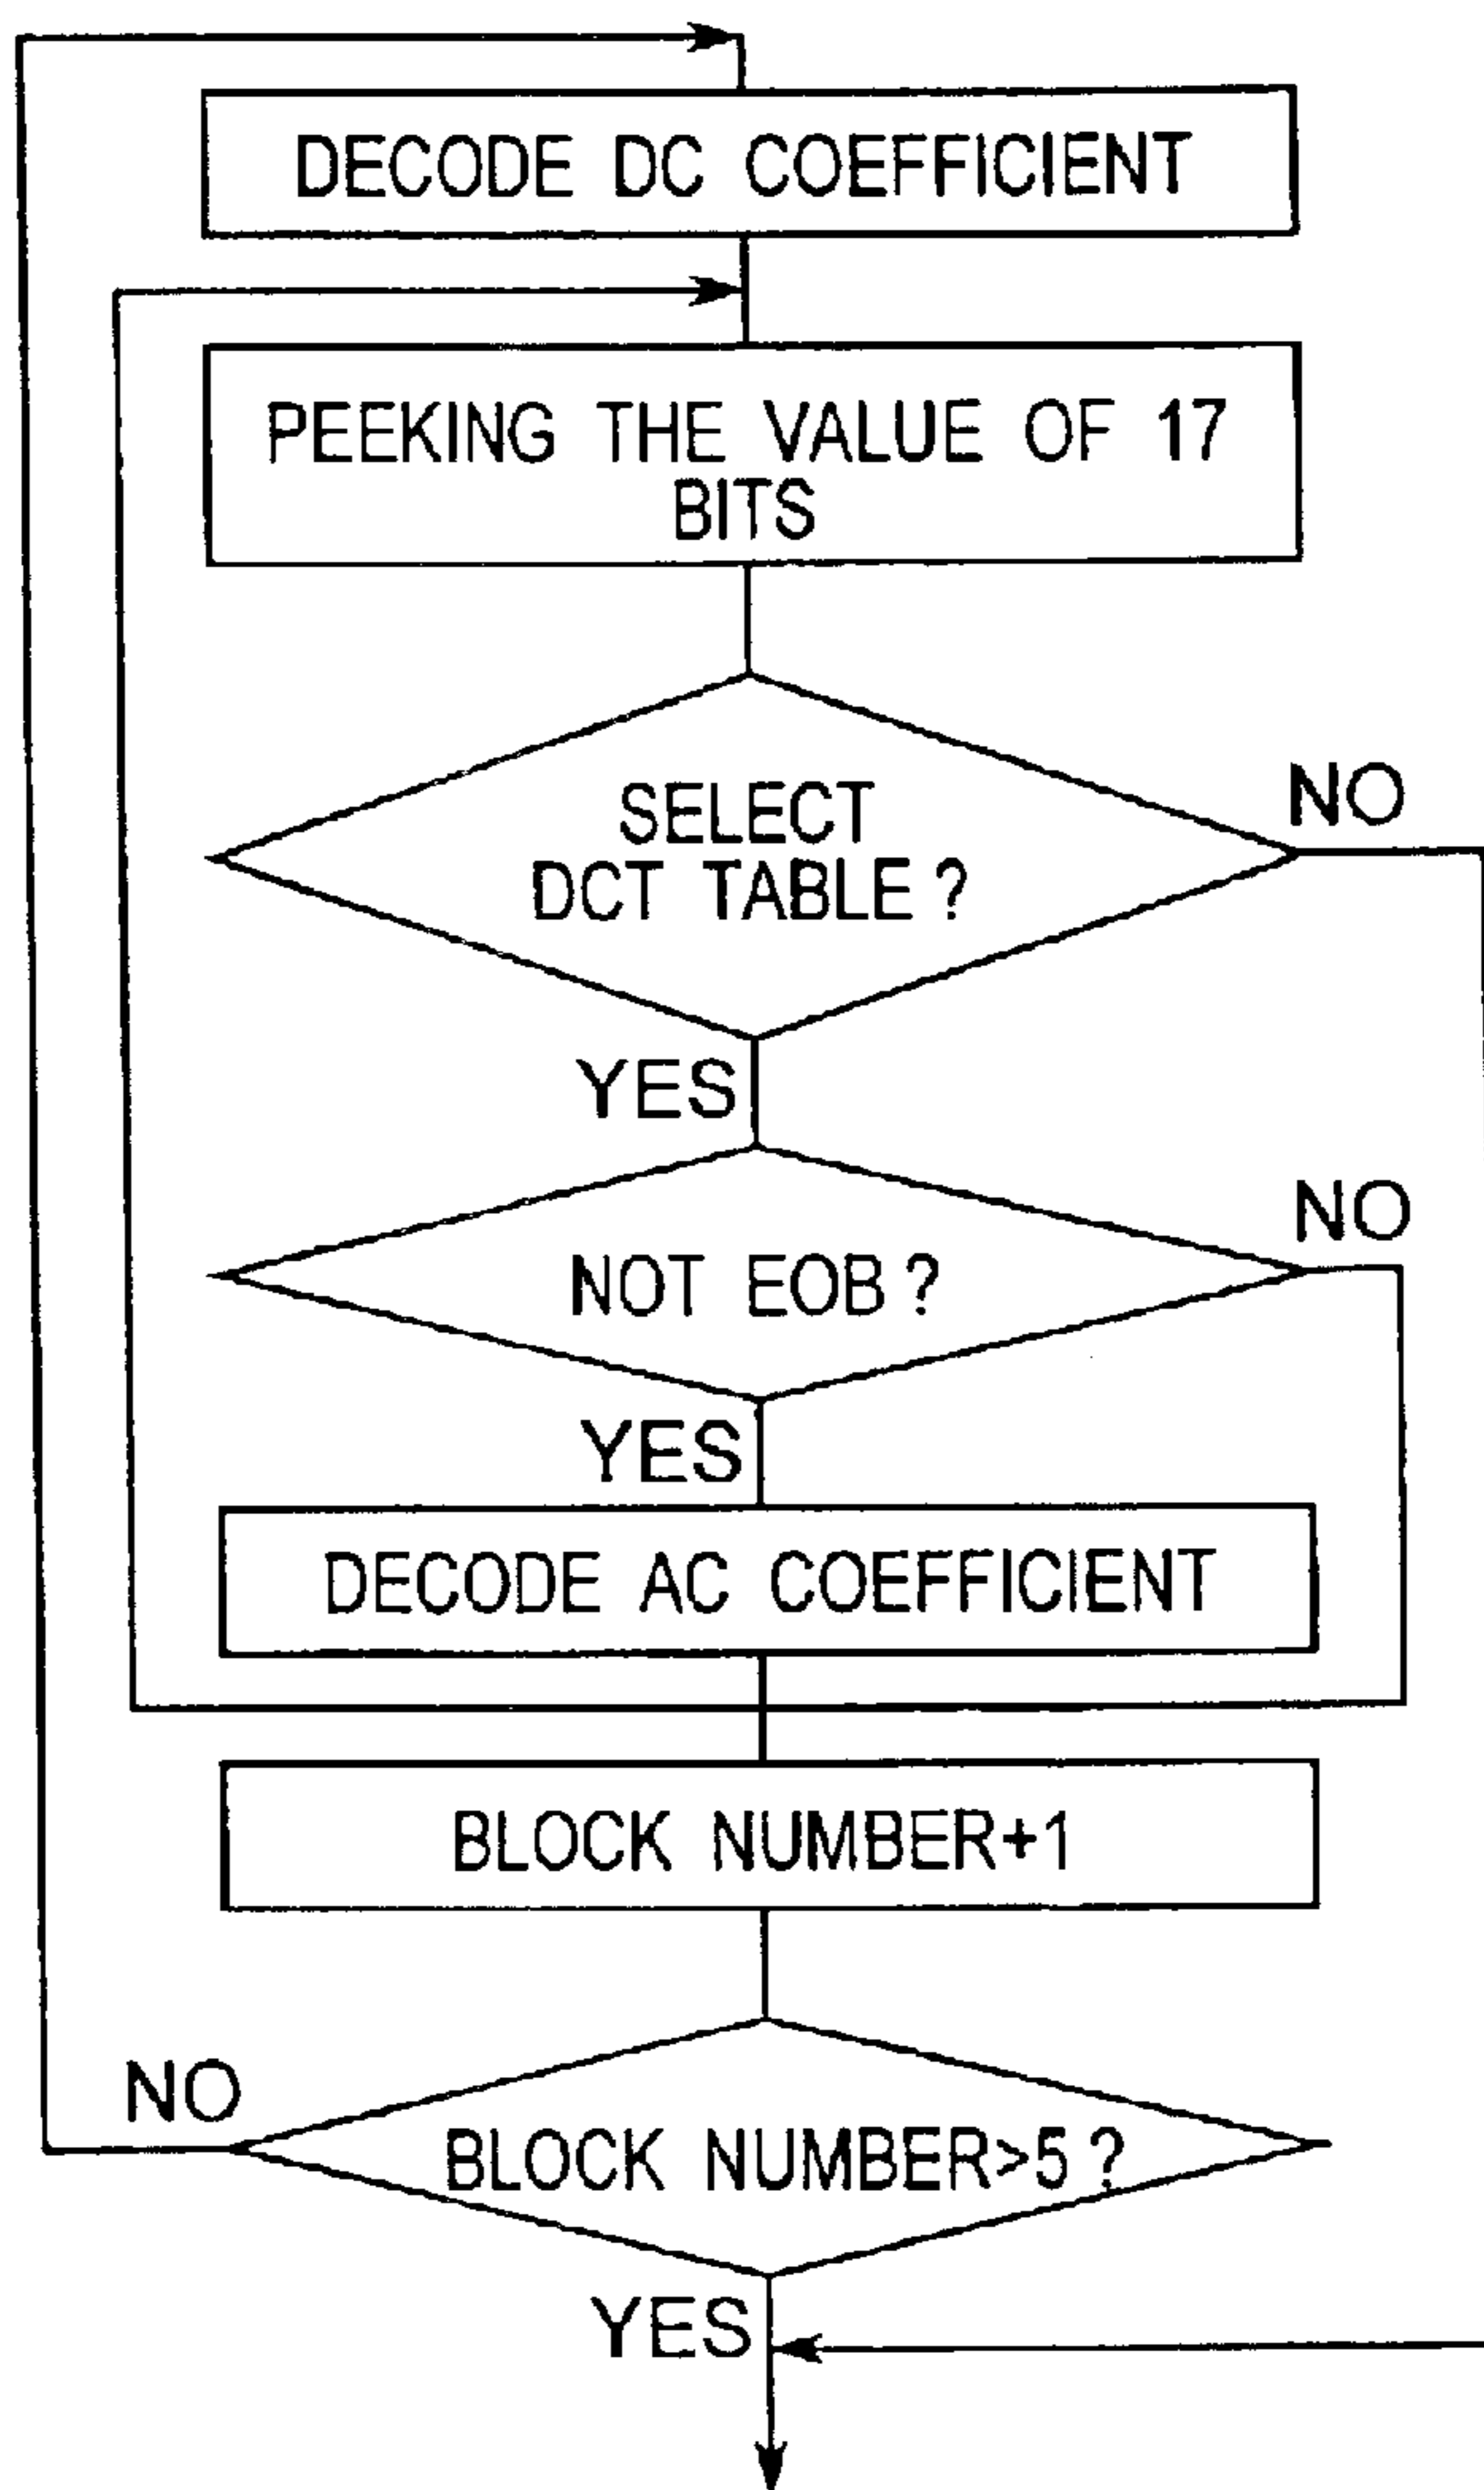 DECODE DC COEFFICIENT
PEEKING THE VALUE OF 17
BITS
SELECT
DCT TABLE ?
NO
YES
NOT EOB ?
NO
YES
DECODE AC COEFFICIENT
BLOCK NUMBER+1
NO
BLOCK NUMBER>5 ?
YES